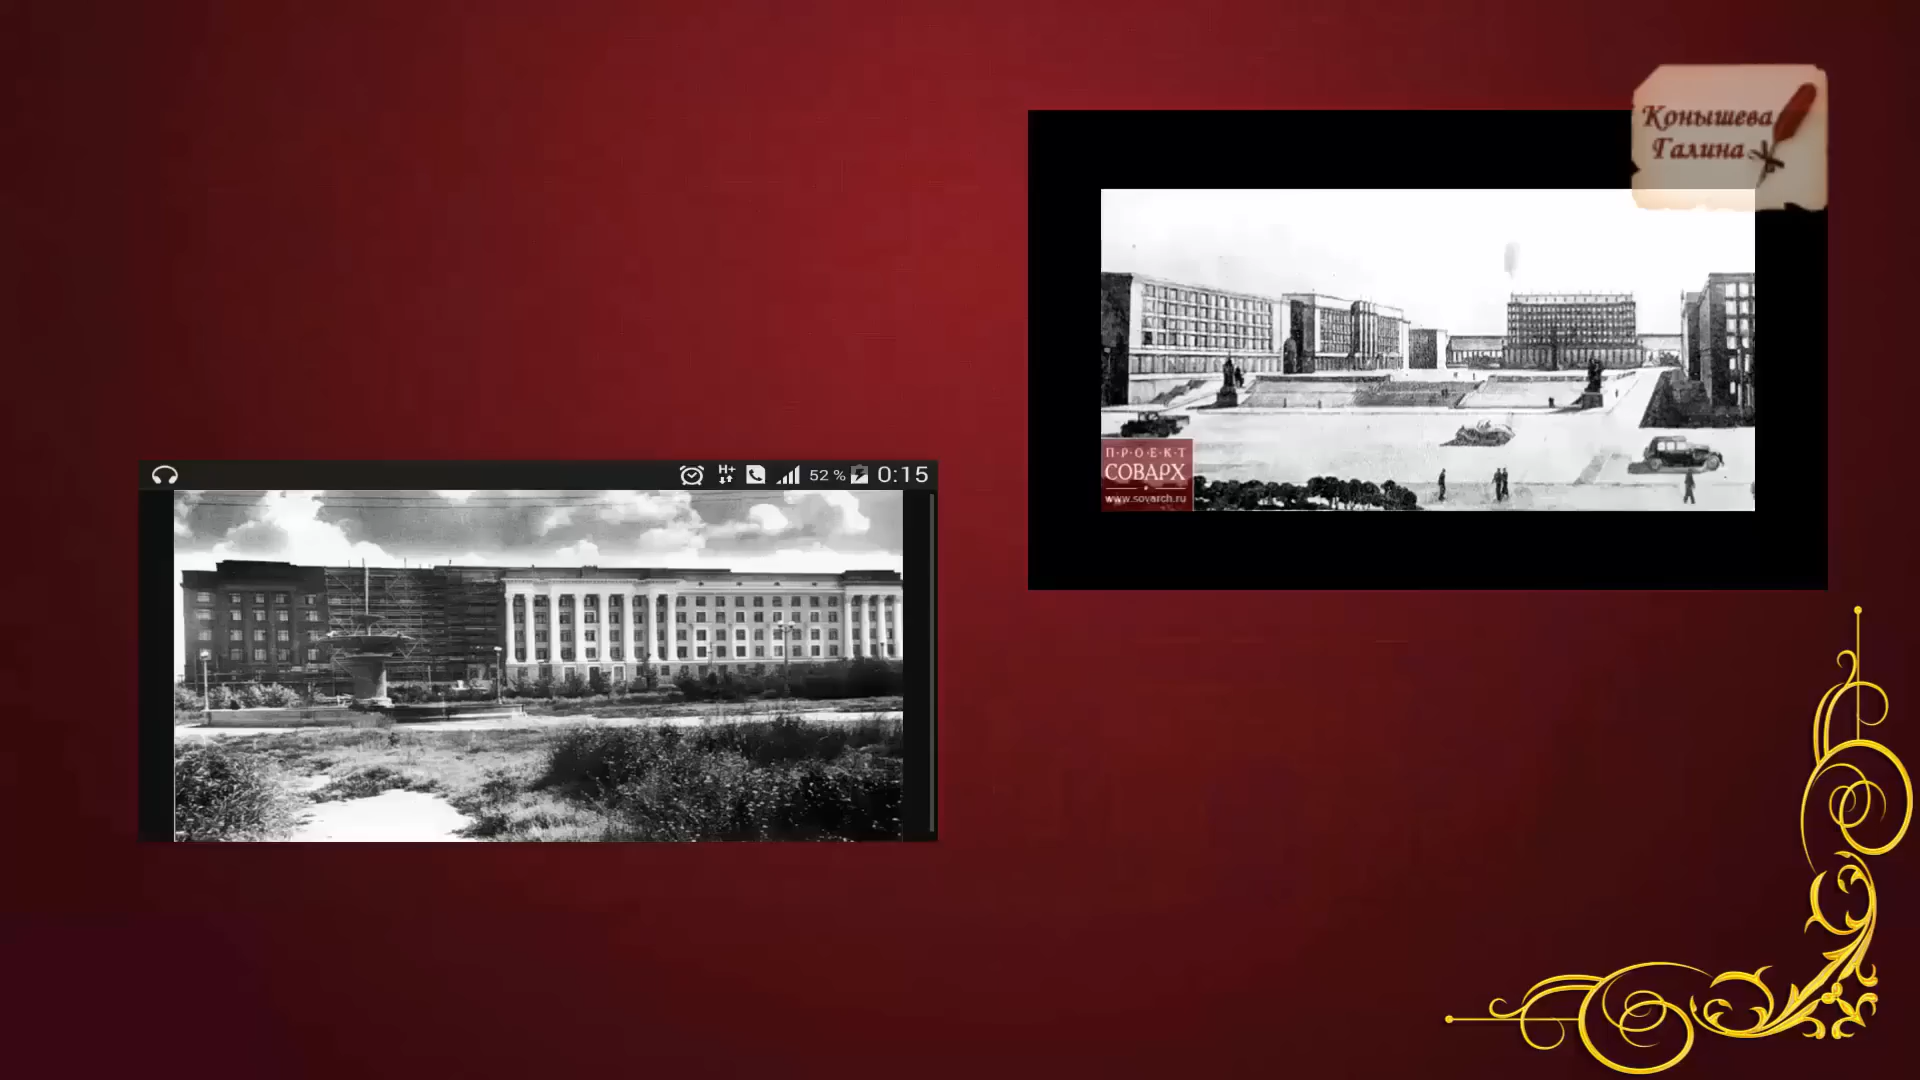 Конышева
Галина
П·Р·О·Е·К·Т
СОВАРХ
www.sovarch.ru
H+
52 %
0:15